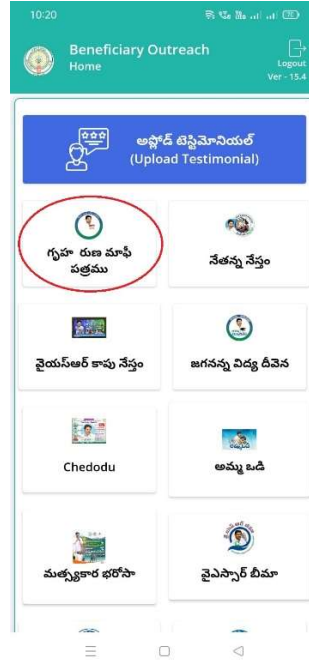 10:20
Beneficiary Outreach
Home
Logout
Ver - 15.4
అప్లోడ్ టెస్టిమోనియల్
(Upload Testimonial)
గృహ రుణ మాఫీ
పత్రము
నేతన్న నేస్తం
వైయస్ఆర్ కాపు నేస్తం
జగనన్న విద్య దీవెన
Chedodu
అమ్మ ఒడి
మత్స్యకార భరోసా
వైఎస్సార్ బీమా